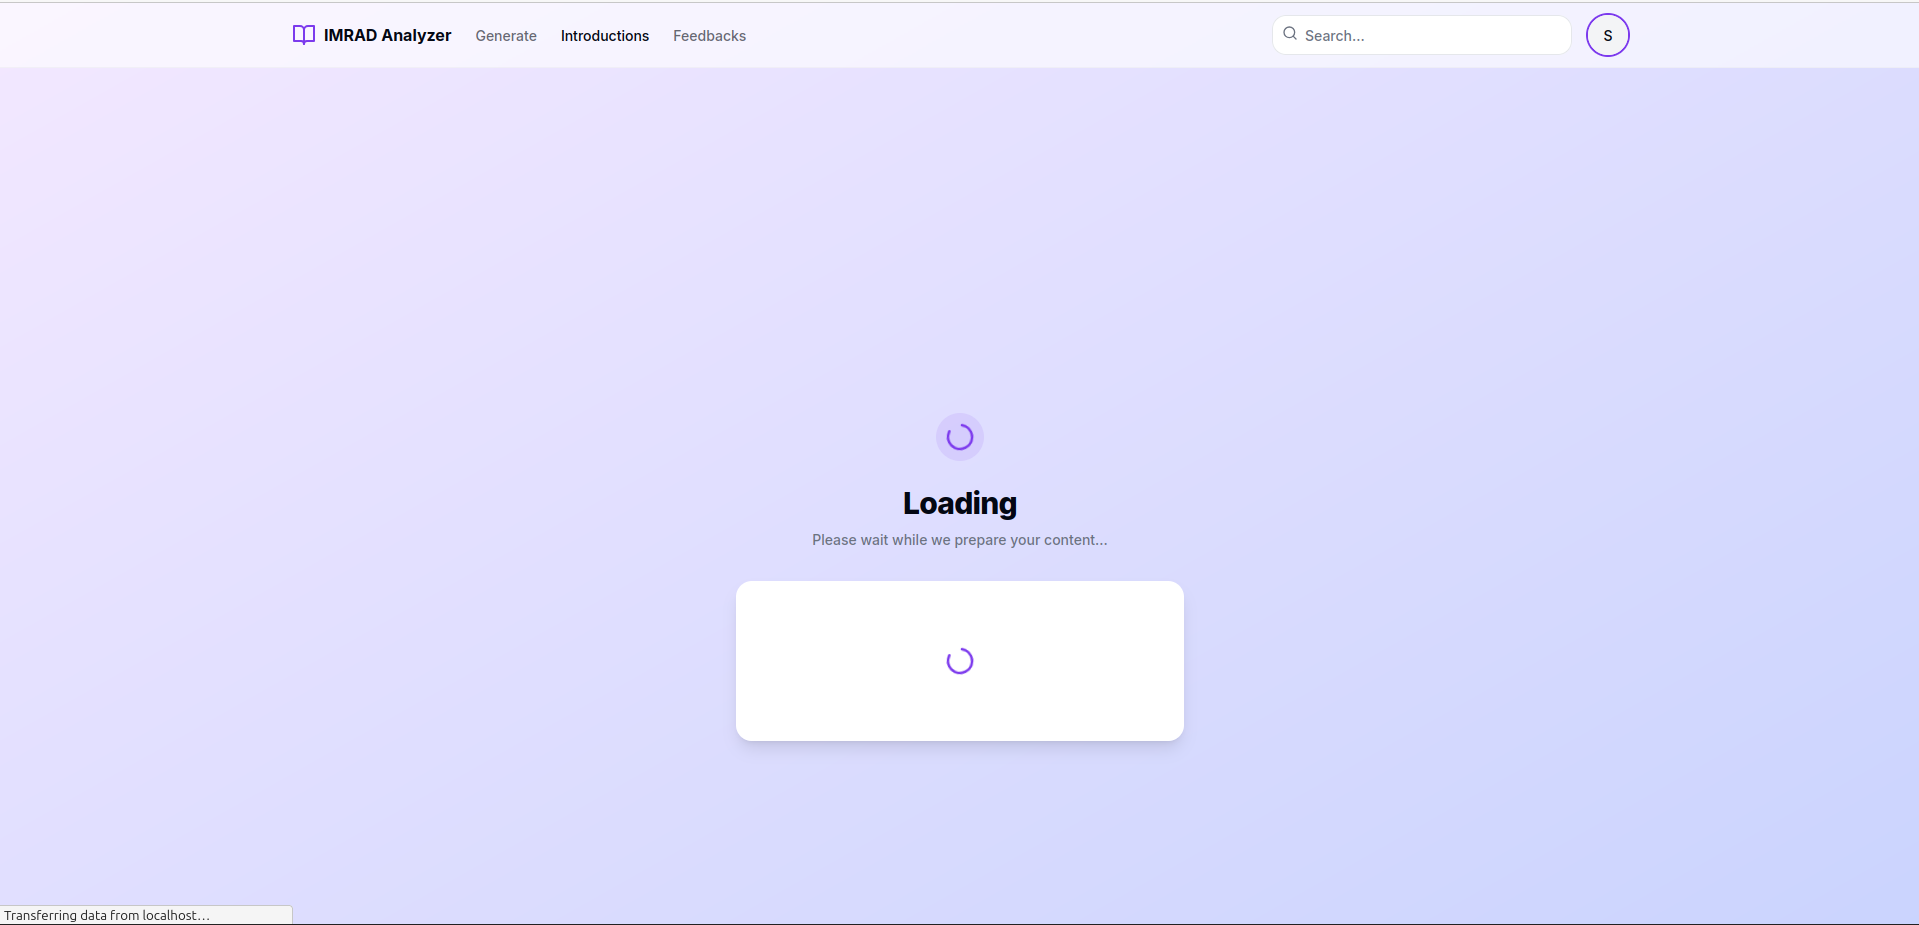 IMRAD Analyzer Generate Introductions Feedbacks Search... S
Loading
Please wait while we prepare your content...
Transferring data from localhost…